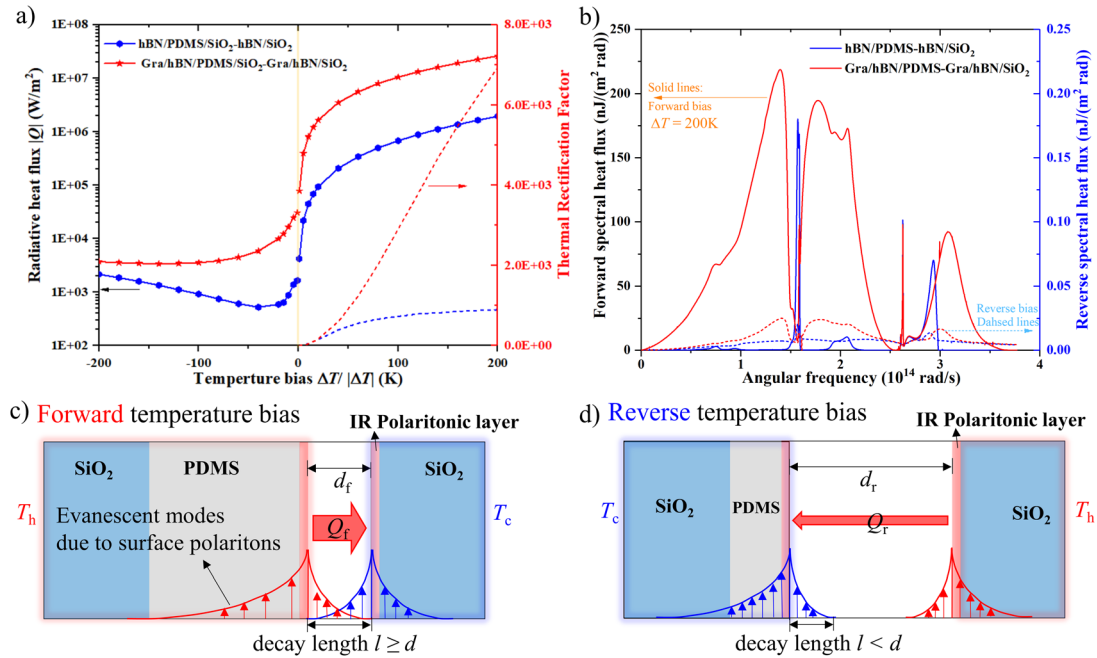 a)
1E+08
1E+07
1E+06
1E+05
1E+04
1E+03
1E+02
Radiative heat flux |Q| (W/m²)
hBN/PDMS/SiO₂-hBN/SiO₂
Gra/hBN/PDMS/SiO₂-Gra/hBN/SiO₂
8.0E+03
6.0E+03
4.0E+03
2.0E+03
0.0E+00
Thermal Rectification Factor
-200 -100 0 100 200
Temperture bias ΔT/ |ΔT| (K)
b)
250
200
150
100
50
0
Forward spectral heat flux (nJ/(m² rad))
hBN/PDMS-hBN/SiO₂
Gra/hBN/PDMS-Gra/hBN/SiO₂
Solid lines:
Forward bias
ΔT = 200K
Reverse bias
Dahsed lines
0.25
0.20
0.15
0.10
0.05
0.00
Reverse spectral heat flux (nJ/(m² rad))
0 1 2 3 4
Angular frequency (10¹⁴ rad/s)
c) Forward temperature bias
IR Polaritonic layer
SiO₂
PDMS
SiO₂
d_f
T_h
T_c
Q_f
Evanescent modes
due to surface polaritons
decay length l ≥ d
d) Reverse temperature bias
IR Polaritonic layer
SiO₂
PDMS
SiO₂
d_r
T_c
T_h
Q_r
decay length l < d